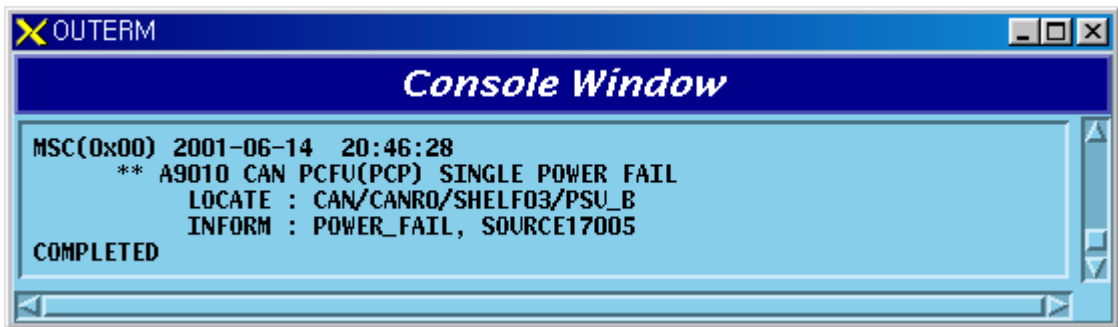 OUTERM
Console Window
MSC(0x00) 2001-06-14 20:46:28
** A9010 CAN PCFU(PCP) SINGLE POWER FAIL
LOCATE : CAN/CANRO/SHELF03/PSU_B
INFORM : POWER_FAIL, SOURCE17005
COMPLETED